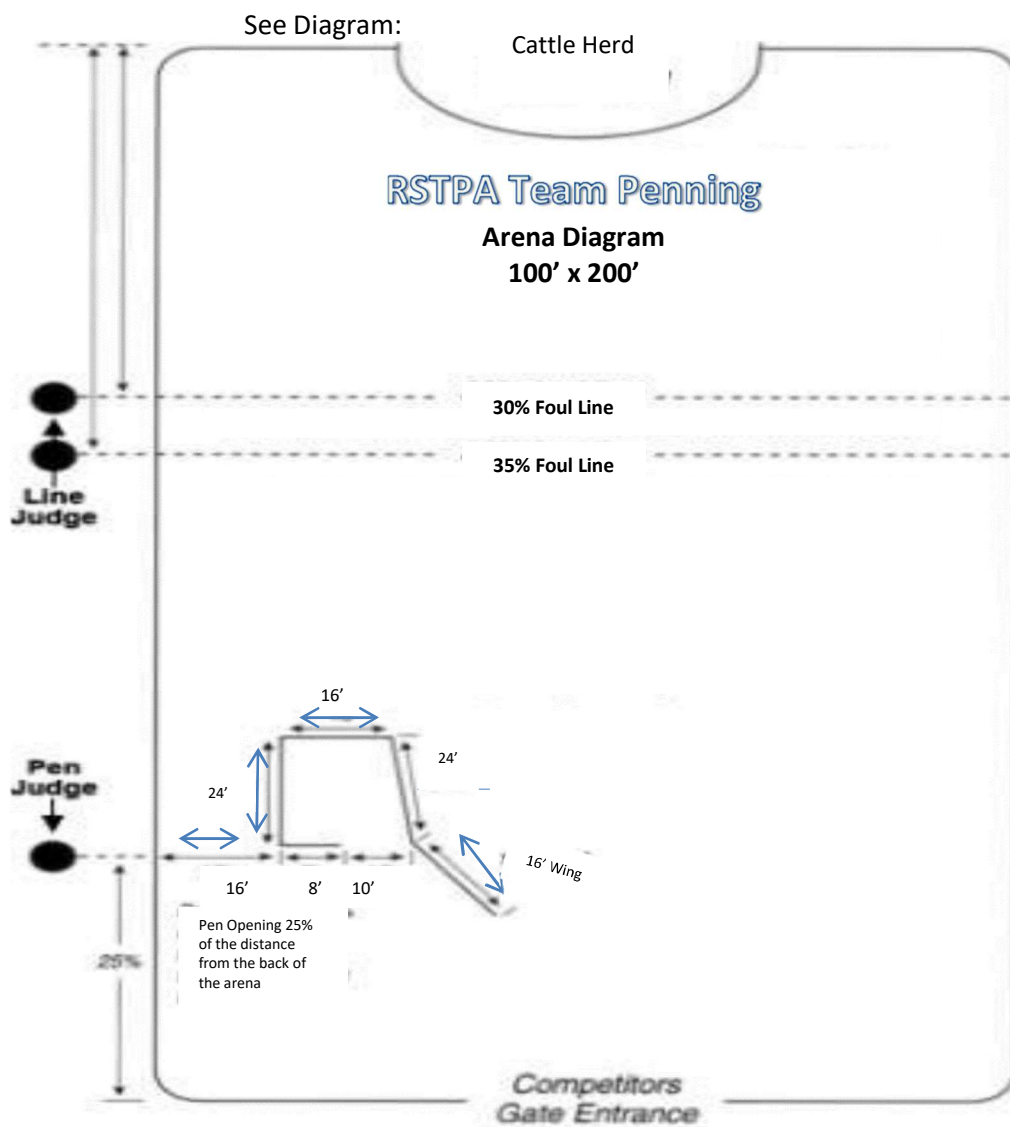 See Diagram:
Cattle Herd
RSTPA Team Penning
Arena Diagram
100’ x 200’
30% Foul Line
35% Foul Line
Line
Judge
16’
24’
24’
Pen
Judge
16’ Wing
16’
8’
10’
Pen Opening 25%
of the distance
from the back of
the arena
25%
Competitors
Gate Entrance